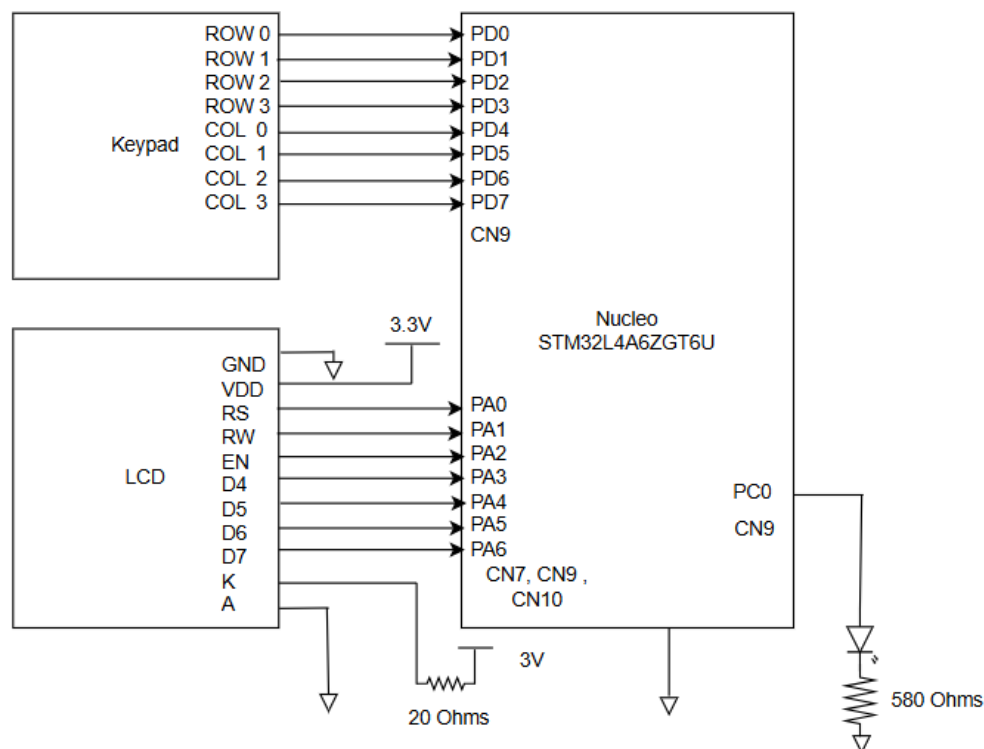 Keypad
ROW 0
ROW 1
ROW 2
ROW 3
COL 0
COL 1
COL 2
COL 3
PD0
PD1
PD2
PD3
PD4
PD5
PD6
PD7
CN9
Nucleo
STM32L4A6ZGT6U
3.3V
LCD
GND
VDD
RS
RW
EN
D4
D5
D6
D7
K
A
PA0
PA1
PA2
PA3
PA4
PA5
PA6
CN7, CN9 ,
CN10
PC0
CN9
3V
20 Ohms
580 Ohms